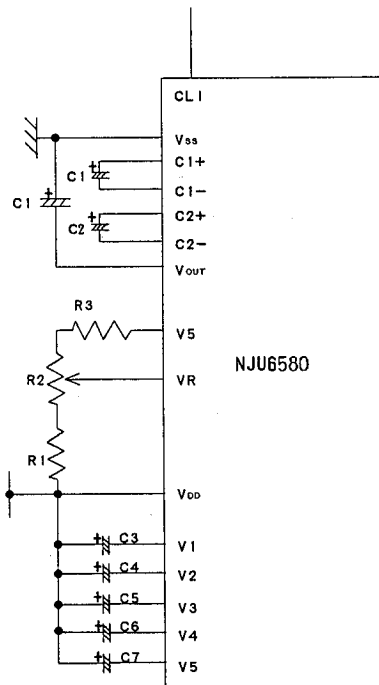 CLI
Vss
C1+
C1
+
C1-
C1
+
C2+
C2
+
C2-
VOUT
R3
V5
NJU6580
R2
VR
R1
VDD
+ C3 V1
+ C4 V2
+ C5 V3
+ C6 V4
+ C7 V5